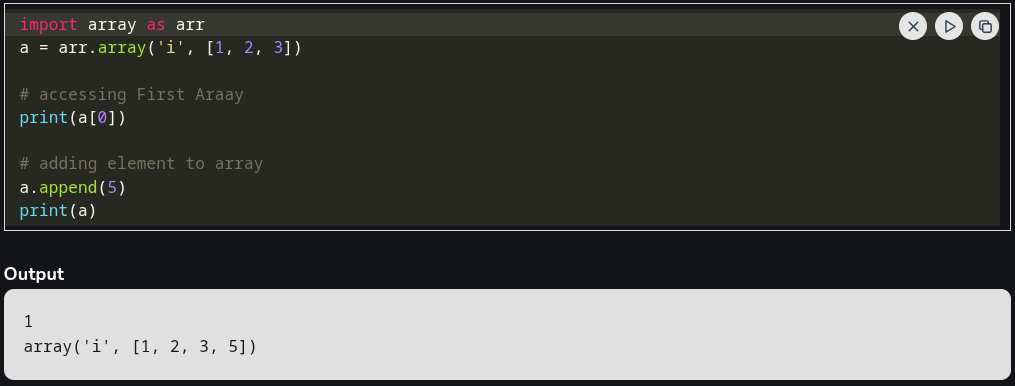 import array as arr
a = arr.array('i', [1, 2, 3])
# accessing First Araay
print(a[0])
# adding element to array
a.append(5)
print(a)
Output
1
array('i', [1, 2, 3, 5])